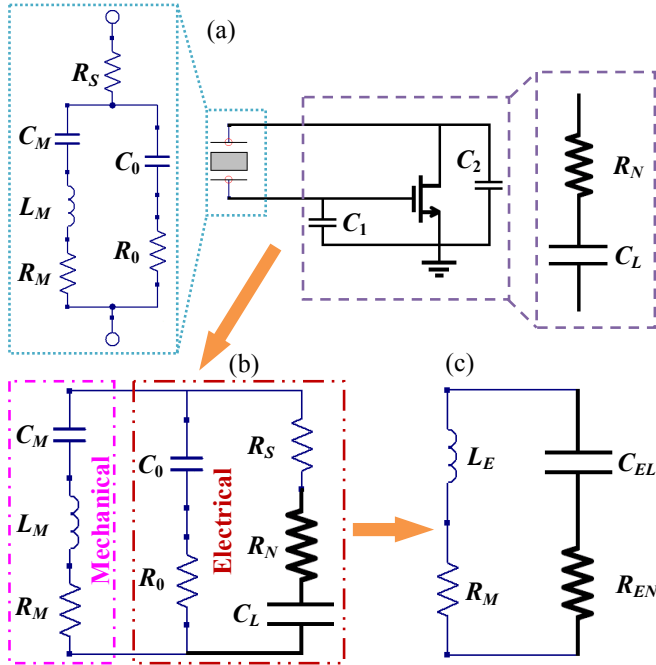 (a)
R_S
C_M
C_0
L_M
R_M
R_0
C_1
C_2
R_N
C_L
(b)
C_M
L_M
R_M
Mechanical
C_0
R_0
Electrical
R_S
R_N
C_L
(c)
L_E
R_M
C_EL
R_EN